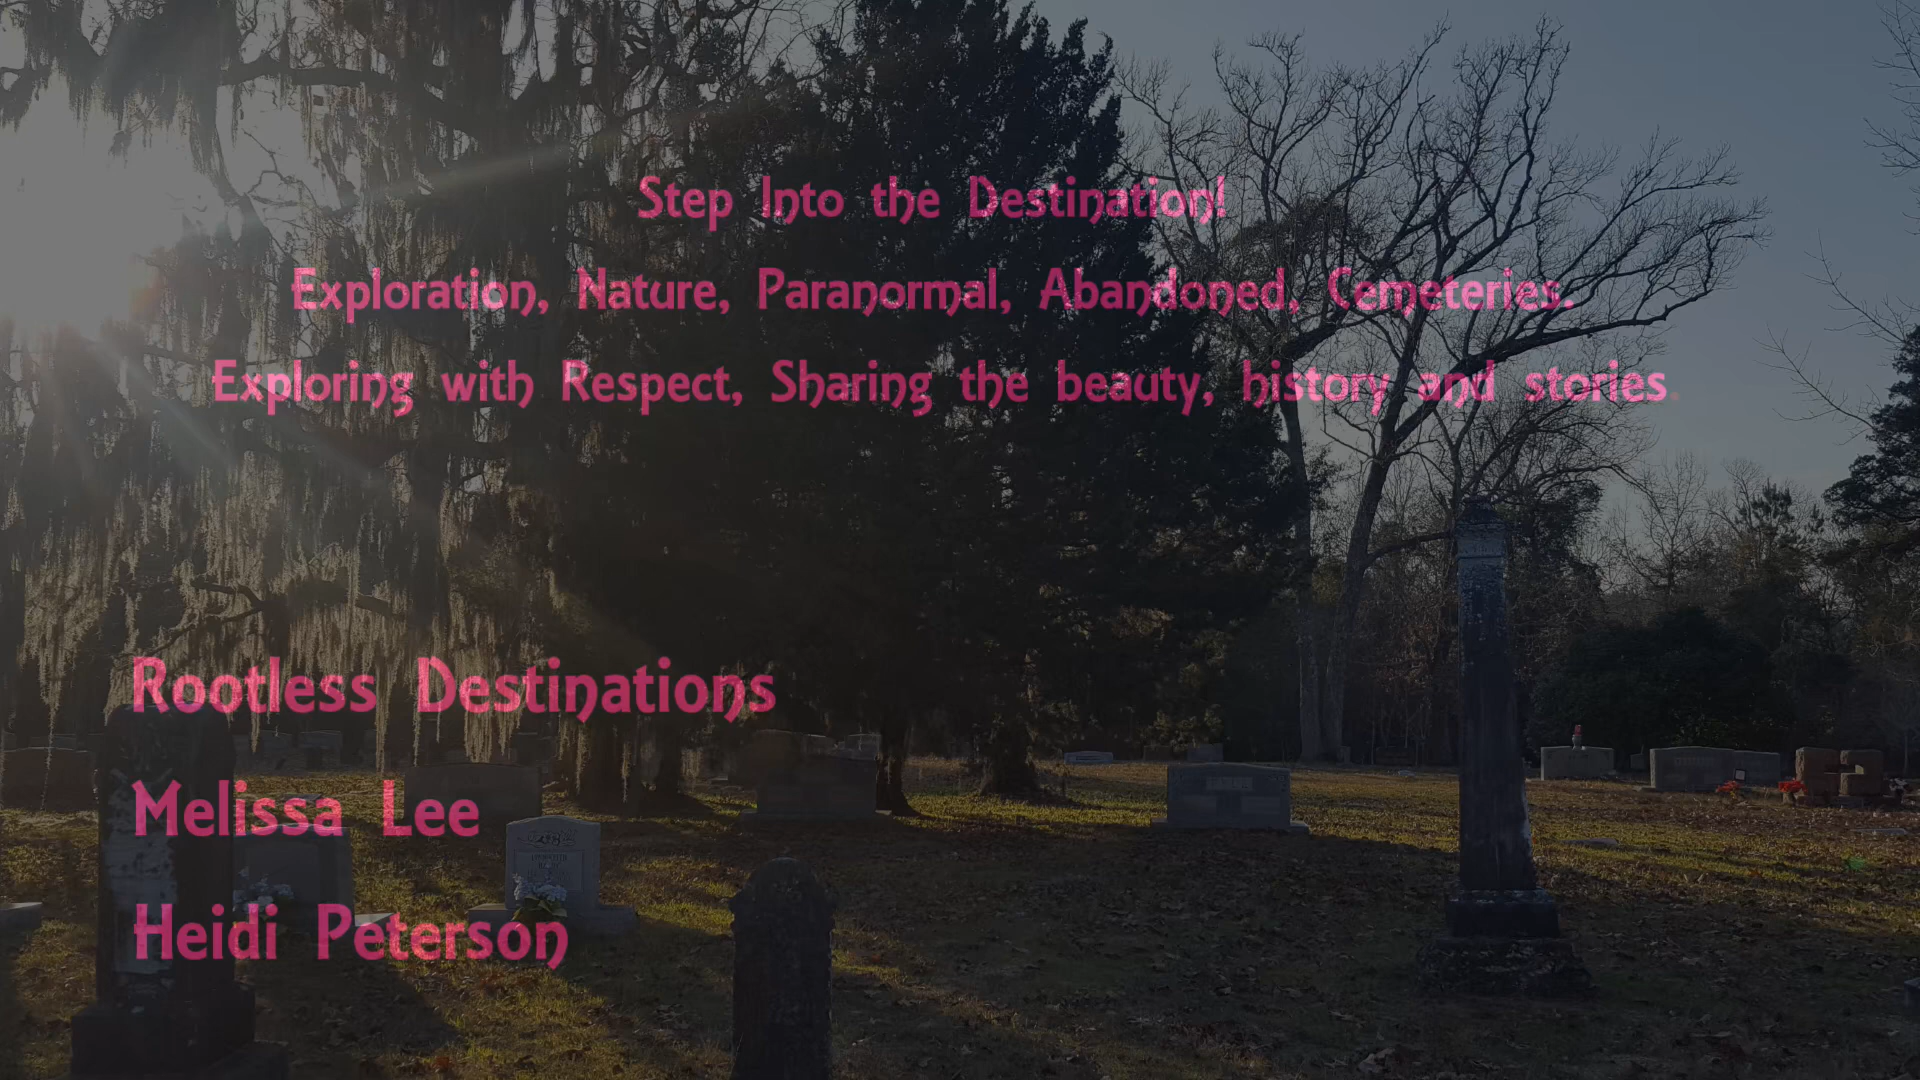 Step Into the Destination!
Exploration, Nature, Paranormal, Abandoned, Cemeteries.
Exploring with Respect, Sharing the beauty, history and stories.
Rootless Destinations
Melissa Lee
Heidi Peterson